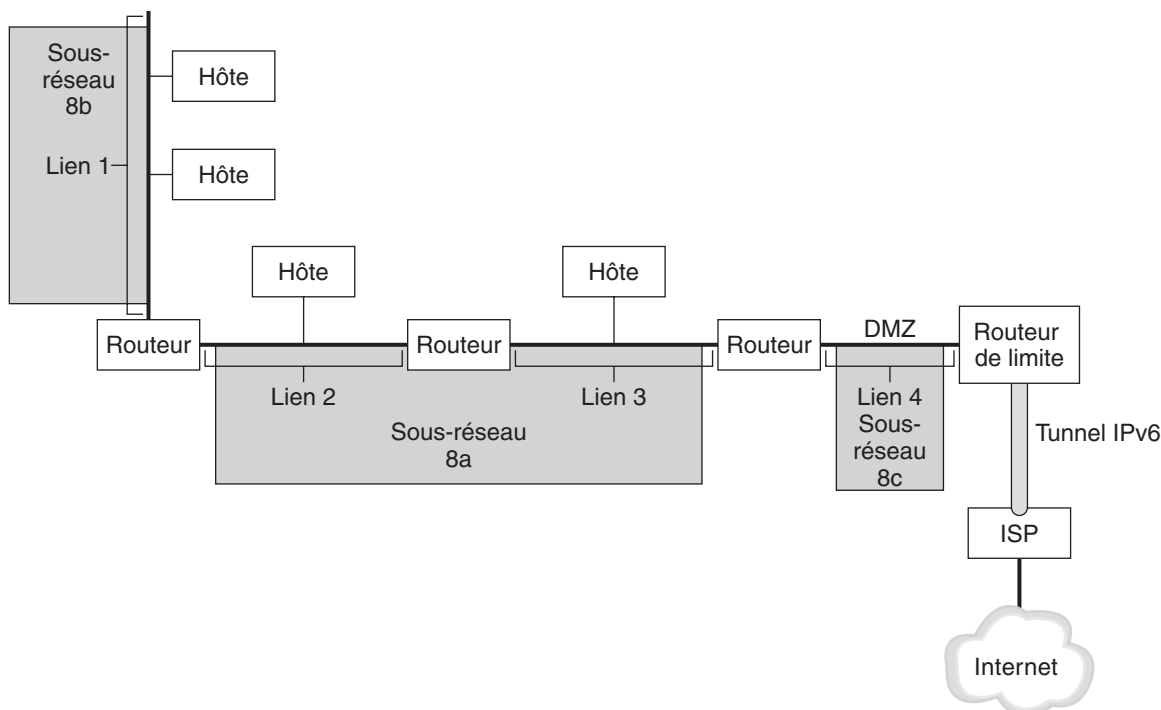 Sous-
réseau
8b
Lien 1
Hôte
Hôte
Hôte
Hôte
Routeur
Routeur
Routeur
DMZ
Routeur
de limite
Lien 2
Lien 3
Sous-réseau
8a
Lien 4
Sous-
réseau
8c
Tunnel IPv6
ISP
Internet